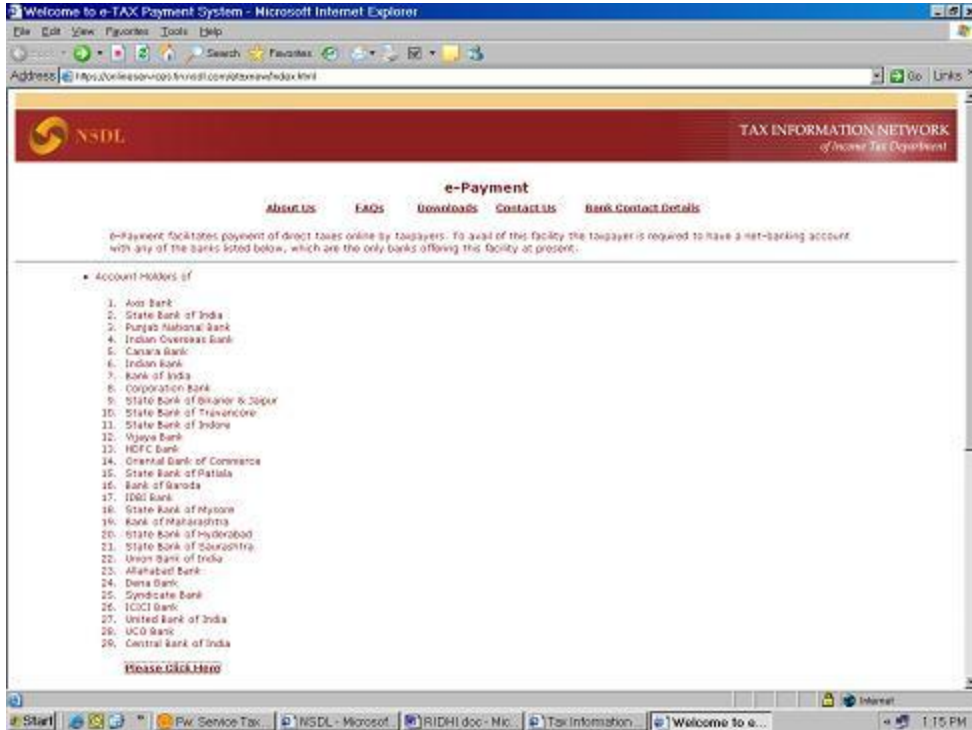 Welcome to e-TAX Payment System - Microsoft Internet Explorer
File Edit View Favorites Tools Help
Search Favorites
Address Go Links
NSDL
TAX INFORMATION NETWORK
of Income Tax Department
e-Payment
About Us FAQs Downloads Contact Us Bank Contact Details
e-Payment facilitates payment of direct taxes online by taxpayers. To avail of this facility the taxpayer is required to have a net-banking account
with any of the banks listed below, which are the only banks offering this facility at present.
Account Holders of
1. Axis Bank
2. State Bank of India
3. Punjab National Bank
4. Indian Overseas Bank
5. Canara Bank
6. Indian Bank
7. Bank of India
8. Corporation Bank
9. State Bank of Bikaner & Jaipur
10. State Bank of Travancore
11. State Bank of Indore
12. Vijaya Bank
13. HDFC Bank
14. Oriental Bank of Commerce
15. State Bank of Patiala
16. Bank of Baroda
17. IDBI Bank
18. State Bank of Mysore
19. Bank of Maharashtra
20. State Bank of Hyderabad
21. State Bank of Saurashtra
22. Union Bank of India
23. Allahabad Bank
24. Dena Bank
25. Syndicate Bank
26. ICICI Bank
27. United Bank of India
28. UCO Bank
29. Central Bank of India
Please Click Here
Internet
Start Fw: Service Tax... NSDL - Microsof... RIDHI doc - Mic... Tax Information... Welcome to e... 1:15 PM